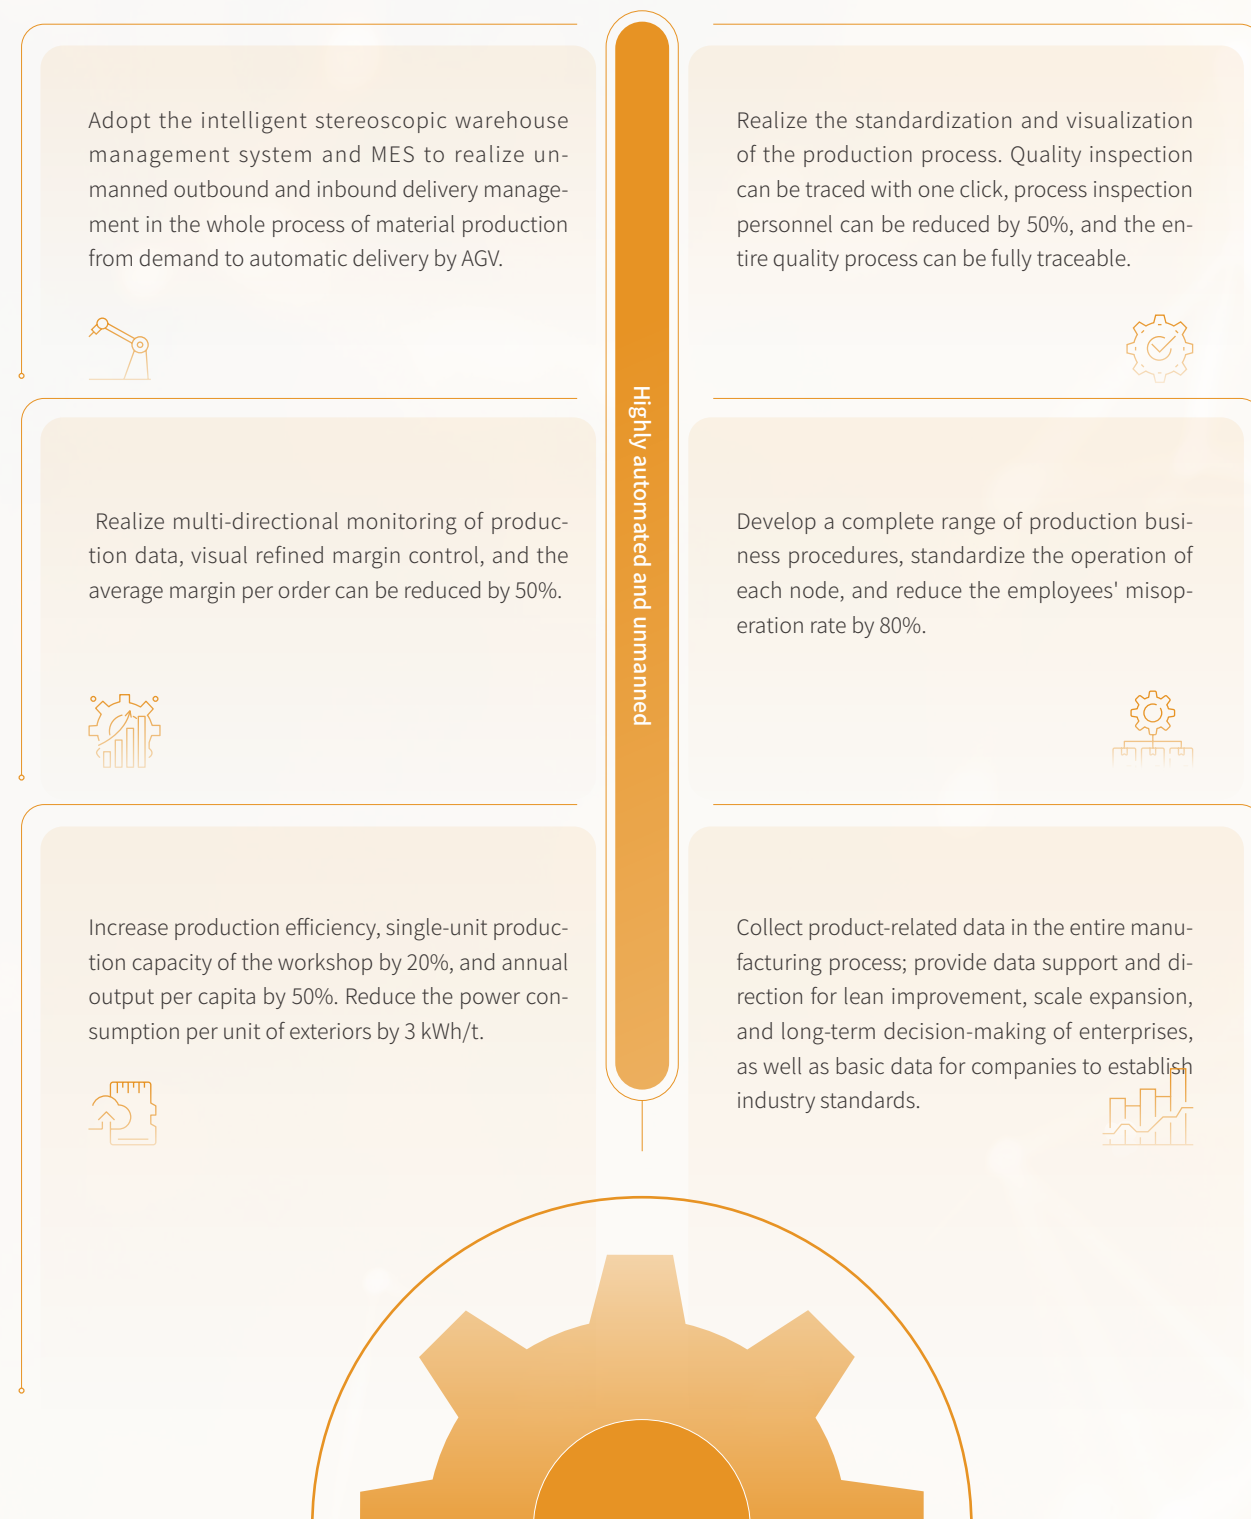 Adopt the intelligent stereoscopic warehouse
management system and MES to realize un-
manned outbound and inbound delivery manage-
ment in the whole process of material production
from demand to automatic delivery by AGV.
Realize the standardization and visualization
of the production process. Quality inspection
can be traced with one click, process inspection
personnel can be reduced by 50%, and the en-
tire quality process can be fully traceable.
Highly automated and unmanned
Realize multi-directional monitoring of produc-
tion data, visual refined margin control, and the
average margin per order can be reduced by 50%.
Develop a complete range of production busi-
ness procedures, standardize the operation of
each node, and reduce the employees' misop-
eration rate by 80%.
Increase production efficiency, single-unit produc-
tion capacity of the workshop by 20%, and annual
output per capita by 50%. Reduce the power con-
sumption per unit of exteriors by 3 kWh/t.
Collect product-related data in the entire manu-
facturing process; provide data support and di-
rection for lean improvement, scale expansion,
and long-term decision-making of enterprises,
as well as basic data for companies to establish
industry standards.